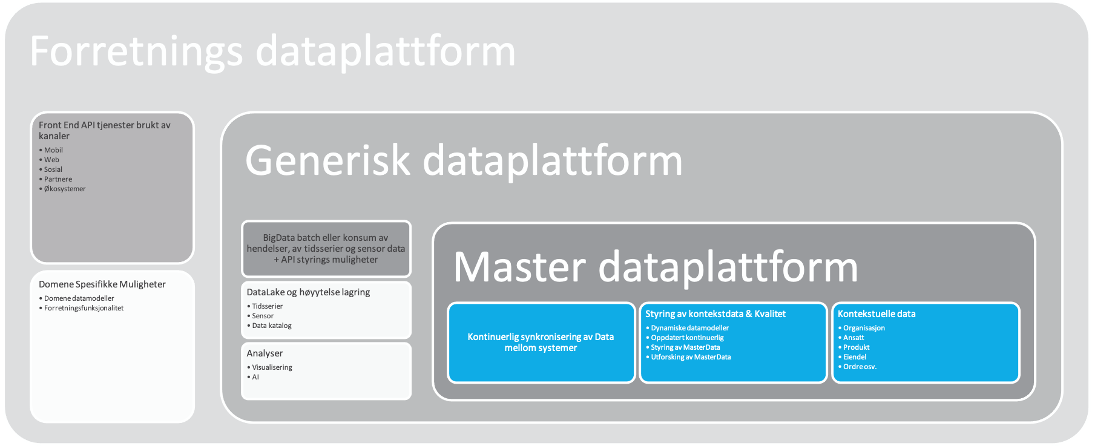 Forretnings dataplattform
Front End API tjenester brukt av
kanaler
• Mobil
• Web
• Sosial
• Partnere
• Økosystemer
Domene Spesifikke Muligheter
• Domene datamodeller
• Forretningsfunksjonalitet
Generisk dataplattform
BigData batch eller konsum av
hendelser, av tidsserier og sensor data
+ API styrings muligheter
DataLake og høyytelse lagring
• Tidsserier
• Sensor
• Data katalog
Analyser
• Visualisering
• AI
Master dataplattform
Kontinuerlig synkronisering av Data
mellom systemer
Styring av kontekstdata & Kvalitet
• Dynamiske datamodeller
• Oppdatert kontinuerlig
• Styring av MasterData
• Utforsking av MasterData
Kontekstuelle data
• Organisasjon
• Ansatt
• Produkt
• Eiendel
• Ordre osv.